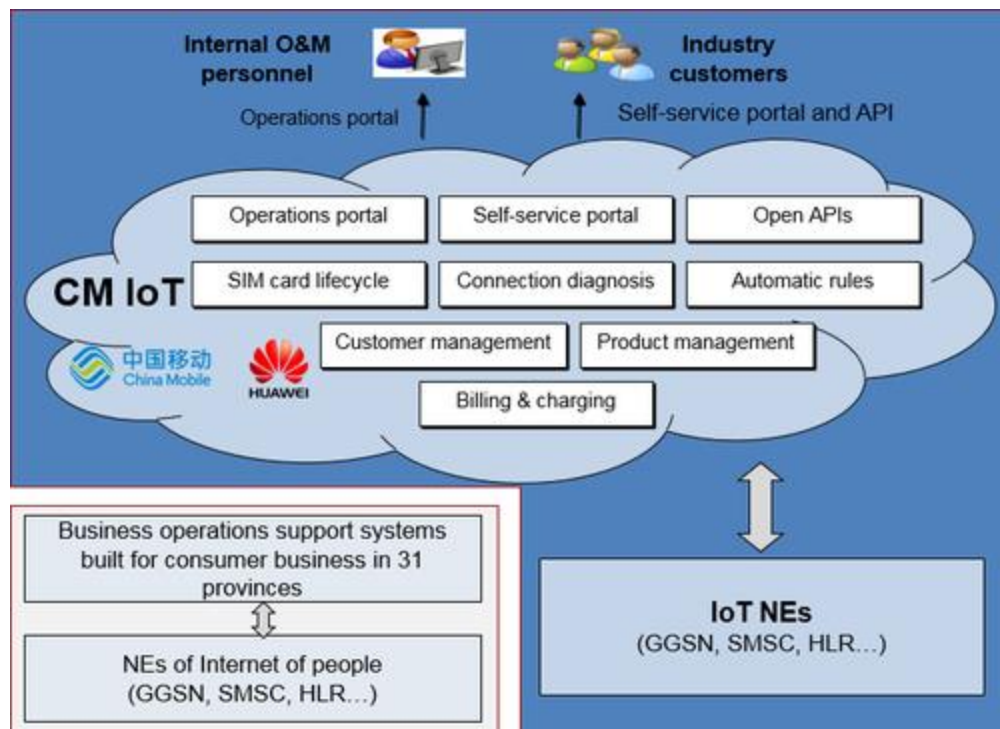 Internal O&M
personnel
Industry
customers
Operations portal
Self-service portal and API
Operations portal
Self-service portal
Open APIs
CM IoT
SIM card lifecycle
Connection diagnosis
Automatic rules
中国移动
China Mobile
HUAWEI
Customer management
Product management
Billing & charging
Business operations support systems
built for consumer business in 31
provinces
NEs of Internet of people
(GGSN, SMSC, HLR…)
IoT NEs
(GGSN, SMSC, HLR…)